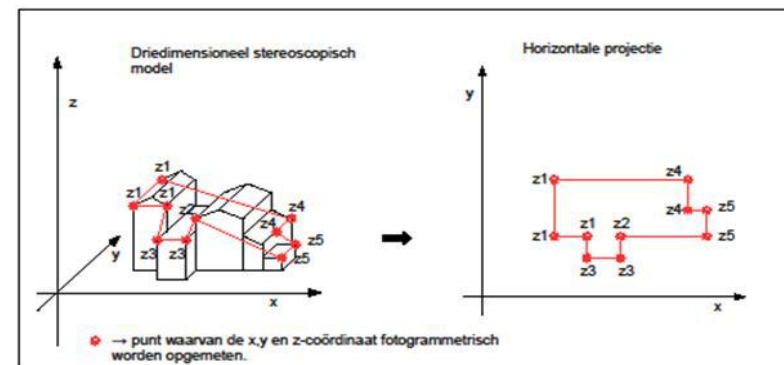 Driedimensioneel stereoscopisch
model
z
z1
z1
z1
z2
z4
z4
z3
z3
z5
z5
y
x
Horizontale projectie
y
z1
z4
z4
z5
z1
z1
z2
z5
z3
z3
x
→ punt waarvan de x,y en z-coördinaat fotogrammetrisch
worden opgemeten.